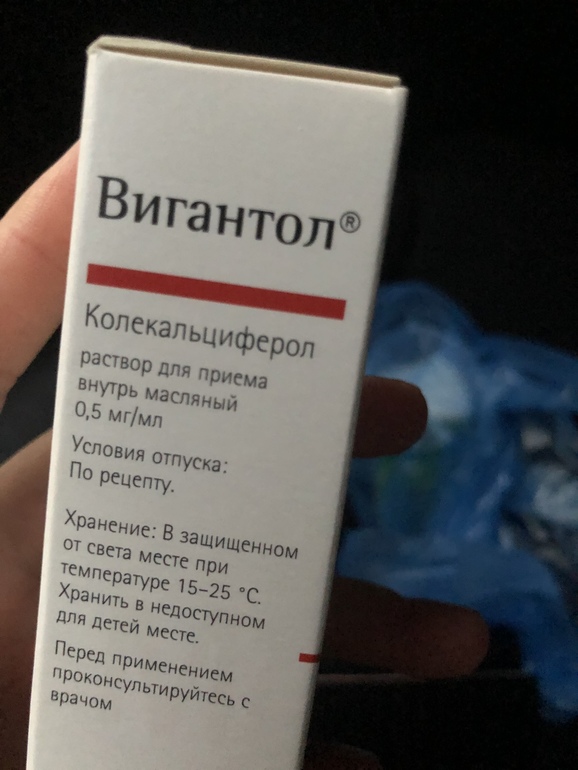 Вигантол®
Колекальциферол
раствор для приема
внутрь масляный
0,5 мг/мл
Условия отпуска:
По рецепту.
Хранение: В защищенном
от света месте при
температуре 15–25 °C.
Хранить в недоступном
для детей месте.
Перед применением
проконсультируйтесь с
врачом